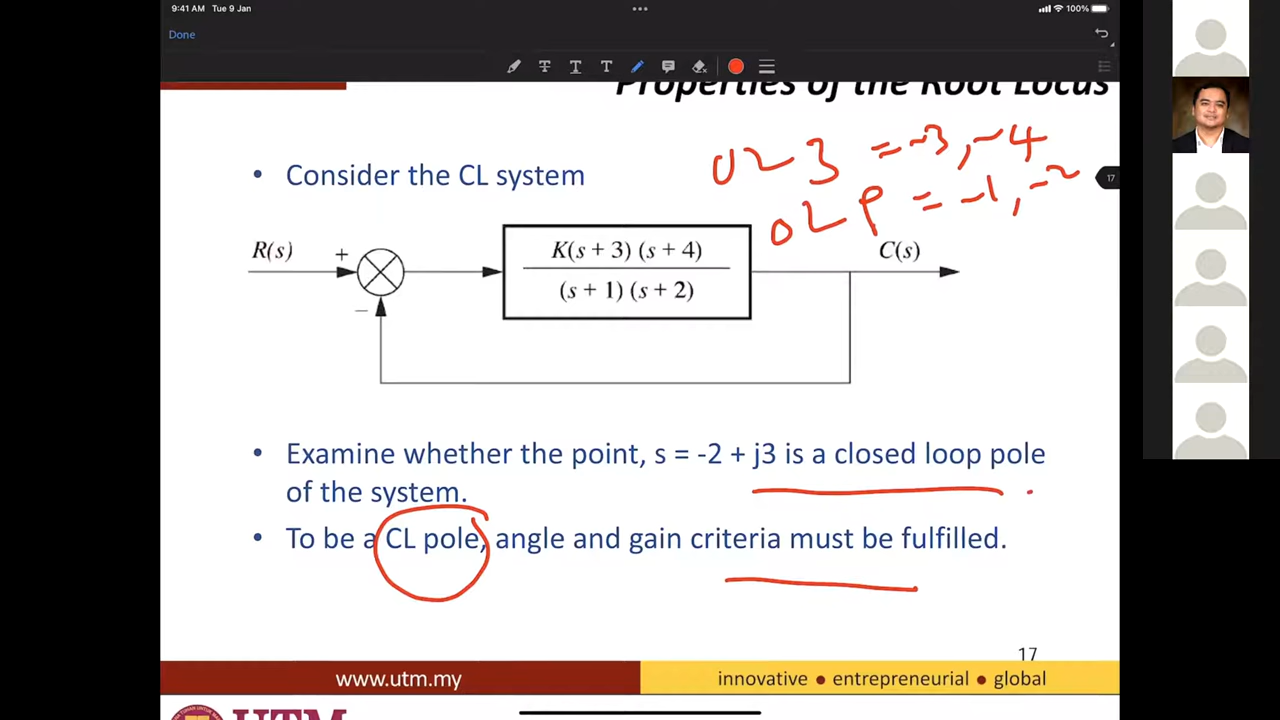 9:41 AM Tue 9 Jan
100%
Done
T T T
Properties of the Root Locus
OLZ = -3, -4
OLP = -1, -2
17
• Consider the CL system
R(s) + K(s + 3) (s + 4) C(s)
(s + 1) (s + 2)
−
• Examine whether the point, s = -2 + j3 is a closed loop pole
of the system.
• To be a CL pole, angle and gain criteria must be fulfilled.
17
www.utm.my
innovative ● entrepreneurial ● global
UTM